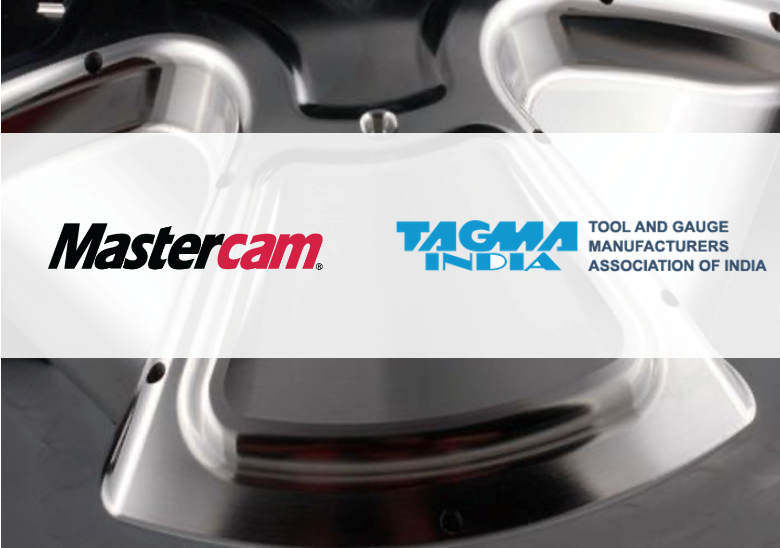 Mastercam®
TAGMA
INDIA
TOOL AND GAUGE
MANUFACTURERS
ASSOCIATION OF INDIA